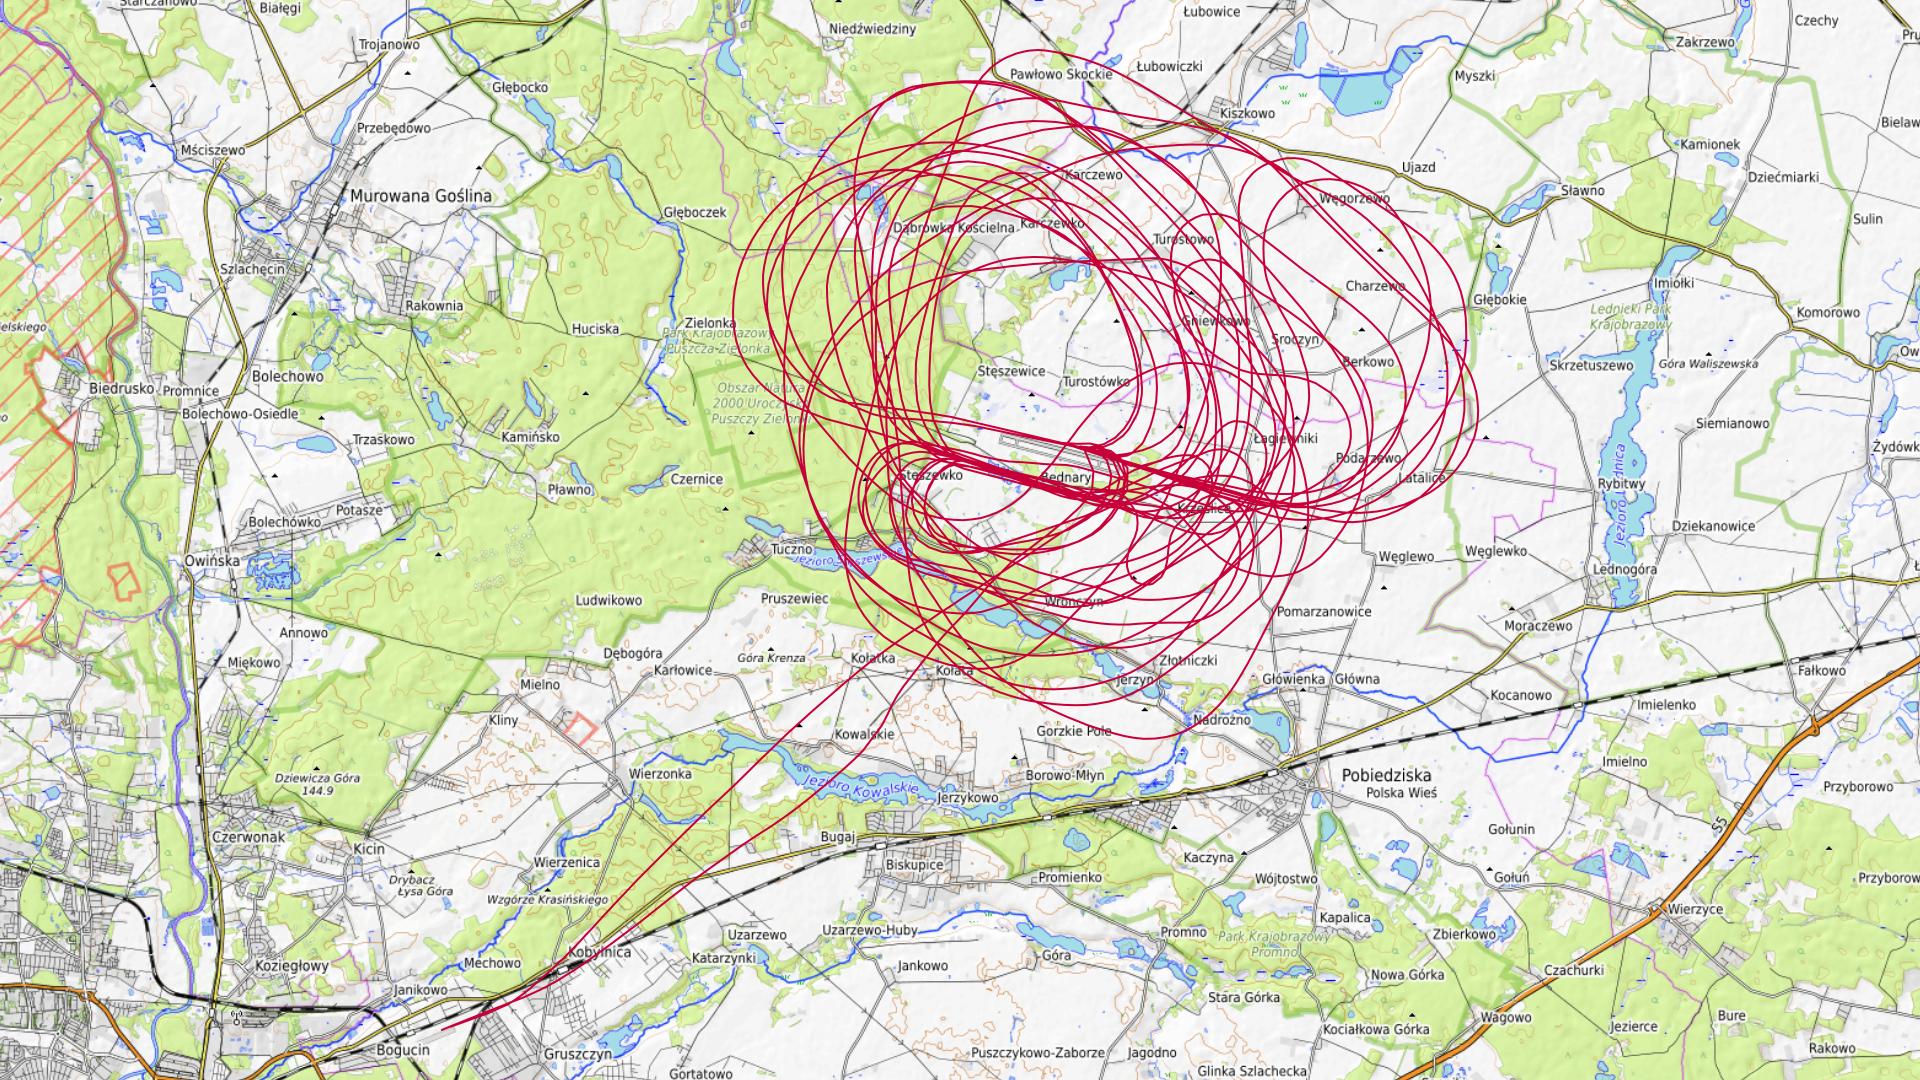 Starczanowo
Białęgi
Łubowice
Czechy
Niedźwiedziny
Trojanowo
Zakrzewo
Łubowiczki
Pawłowo Skockie
Myszki
Głębocko
Kiszkowo
Przebędowo
Mściszewo
Kamionek
Ujazd
Karczewo
Dziećmiarki
Sławno
Murowana Goślina
Węgorzewo
Głęboczek
Sulin
Dąbrówka Kościelna
Karczewko
Turostowo
Szlachęcin
Imiołki
Charzewo
Głębokie
Rakownia
Lednicki Park
Krajobrazowy
Komorowo
Gniewkowo
Zielonka
Huciska
Park Krajobrazowy
Puszcza Zielonka
Sroczyn
Berkowo
Skrzetuszewo
Góra Waliszewska
Stęszewice
Turostówko
Bolechowo
Biedrusko
Promnice
Obszar Natura
2000 Uroczyska
Puszczy Zielonki
Bolechowo-Osiedle
Siemianowo
Trzaskowo
Kamińsko
Łagiewniki
Podarzewo
Stęszewko
Bednary
Czernice
Latalice
Rybitwy
Jezioro Lednica
Pławno
Potasze
Krześlice
Bolechówko
Dziekanowice
Tuczno
Jezioro Stęszewskie
Węglewo
Węglewko
Owińska
Lednogóra
Ludwikowo
Pruszewiec
Wronczyn
Pomarzanowice
Moraczewo
Annowo
Dębogóra
Góra Krenza
Kołatka
Złotniczki
Miękowo
Karłowice
Kołata
Jerzyn
Główienka
Główna
Fałkowo
Mielno
Kocanowo
Imielenko
Kliny
Nadrożno
Kowalskie
Gorzkie Pole
Imielno
Dziewicza Góra
144.9
Wierzonka
Borowo-Młyn
Pobiedziska
Polska Wieś
Przyborowo
Jezioro Kowalskie
Jerzykowo
S5
Gołunin
Czerwonak
Kicin
Bugaj
Wierzenica
Biskupice
Kaczyna
Promienko
Wójtostwo
Gołuń
Drybacz
Łysa Góra
Wzgórze Krasińskiego
Wierzyce
Kapalica
Uzarzewo
Uzarzewo-Huby
Promno
Park Krajobrazowy
Promno
Zbierkowo
Kobylnica
Katarzynki
Góra
Koziegłowy
Mechowo
Jankowo
Nowa Górka
Czachurki
Janikowo
Stara Górka
Wagowo
Bure
Kociałkowa Górka
Jezierce
Bogucin
Gruszczyn
Puszczykowo-Zaborze
Jagodno
Rakowo
Gortatowo
Glinka Szlachecka